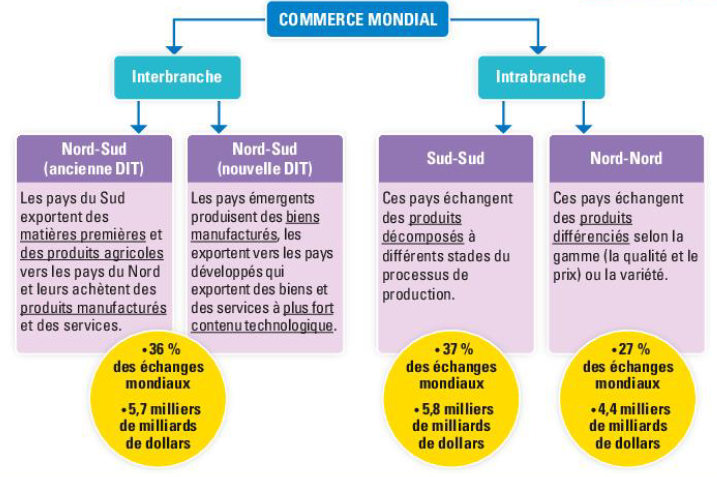 COMMERCE MONDIAL
Interbranche
Intrabranche
Nord-Sud
(ancienne DIT)
Les pays du Sud
exportent des
matières premières et
des produits agricoles
vers les pays du Nord
et leurs achètent des
produits manufacturés
et des services.
Nord-Sud
(nouvelle DIT)
Les pays émergents
produisent des biens
manufacturés, les
exportent vers les pays
développés qui
exportent des biens et
des services à plus fort
contenu technologique.
• 36 %
des échanges
mondiaux
• 5,7 milliers
de milliards
de dollars
Sud-Sud
Ces pays échangent
des produits
décomposés à
différents stades du
processus de
production.
• 37 %
des échanges
mondiaux
• 5,8 milliers
de milliards
de dollars
Nord-Nord
Ces pays échangent
des produits
différenciés selon la
gamme (la qualité et le
prix) ou la variété.
• 27 %
des échanges
mondiaux
• 4,4 milliers
de milliards
de dollars